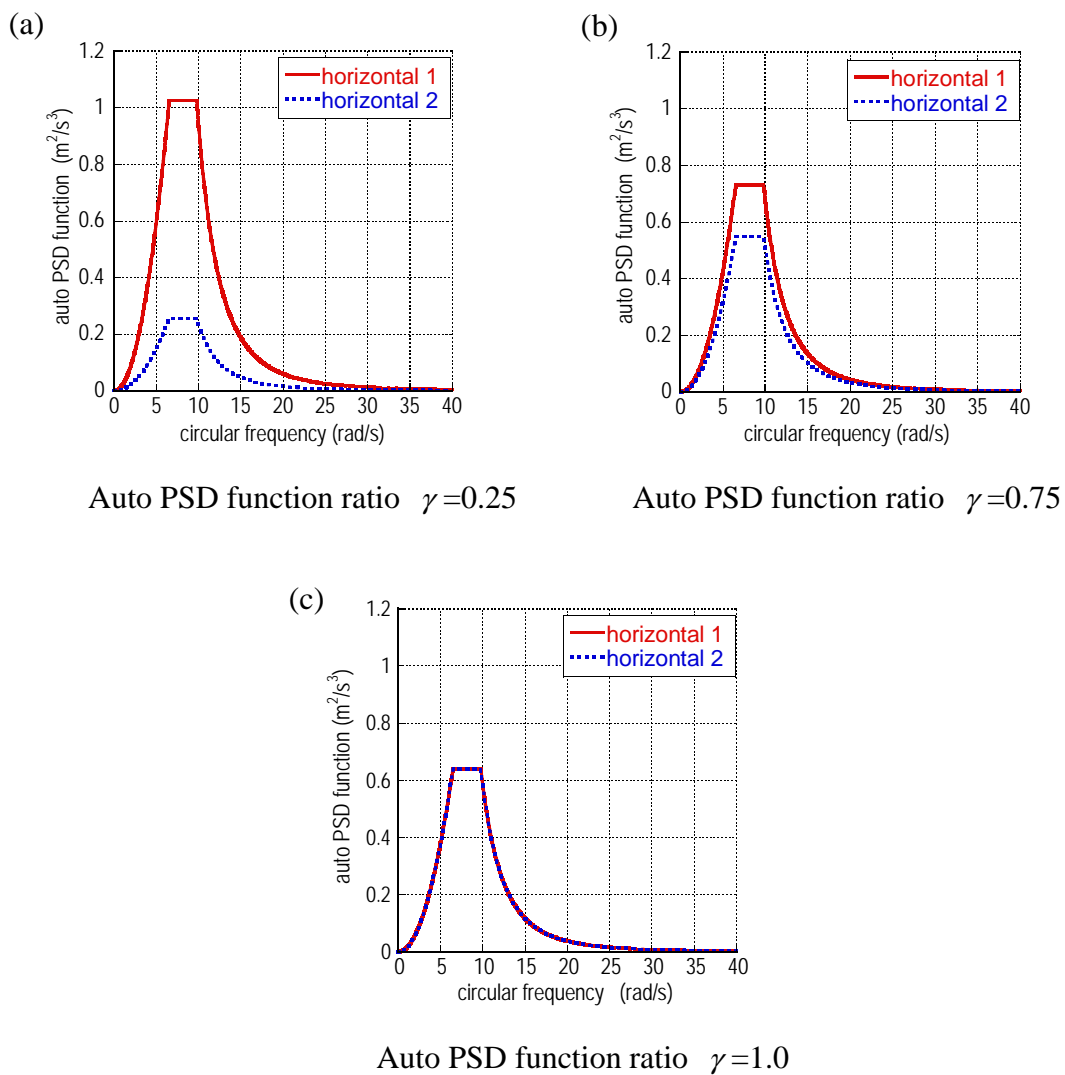 (a)
1.2
1
0.8
0.6
0.4
0.2
0
auto PSD function (m²/s³)
horizontal 1
horizontal 2
0 5 10 15 20 25 30 35 40
circular frequency (rad/s)
Auto PSD function ratio γ =0.25
(b)
1.2
1
0.8
0.6
0.4
0.2
0
auto PSD function (m²/s³)
horizontal 1
horizontal 2
0 5 10 15 20 25 30 35 40
circular frequency (rad/s)
Auto PSD function ratio γ =0.75
(c)
1.2
1
0.8
0.6
0.4
0.2
0
auto PSD function (m²/s³)
horizontal 1
horizontal 2
0 5 10 15 20 25 30 35 40
circular frequency (rad/s)
Auto PSD function ratio γ =1.0